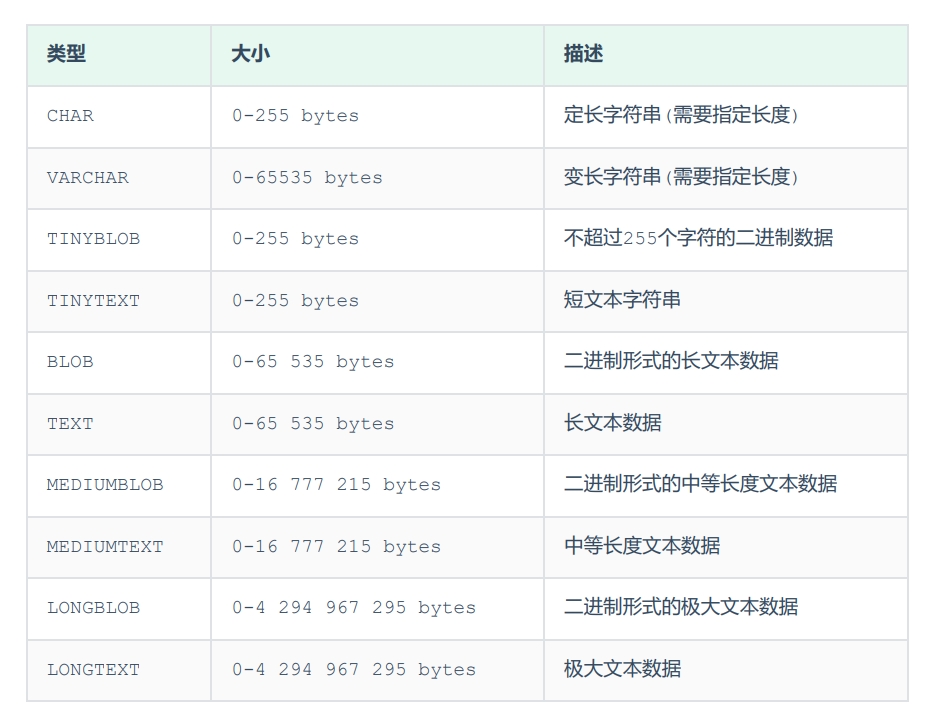 类型 大小 描述
CHAR 0-255 bytes 定长字符串(需要指定长度)
VARCHAR 0-65535 bytes 变长字符串(需要指定长度)
TINYBLOB 0-255 bytes 不超过255个字符的二进制数据
TINYTEXT 0-255 bytes 短文本字符串
BLOB 0-65 535 bytes 二进制形式的长文本数据
TEXT 0-65 535 bytes 长文本数据
MEDIUMBLOB 0-16 777 215 bytes 二进制形式的中等长度文本数据
MEDIUMTEXT 0-16 777 215 bytes 中等长度文本数据
LONGBLOB 0-4 294 967 295 bytes 二进制形式的极大文本数据
LONGTEXT 0-4 294 967 295 bytes 极大文本数据